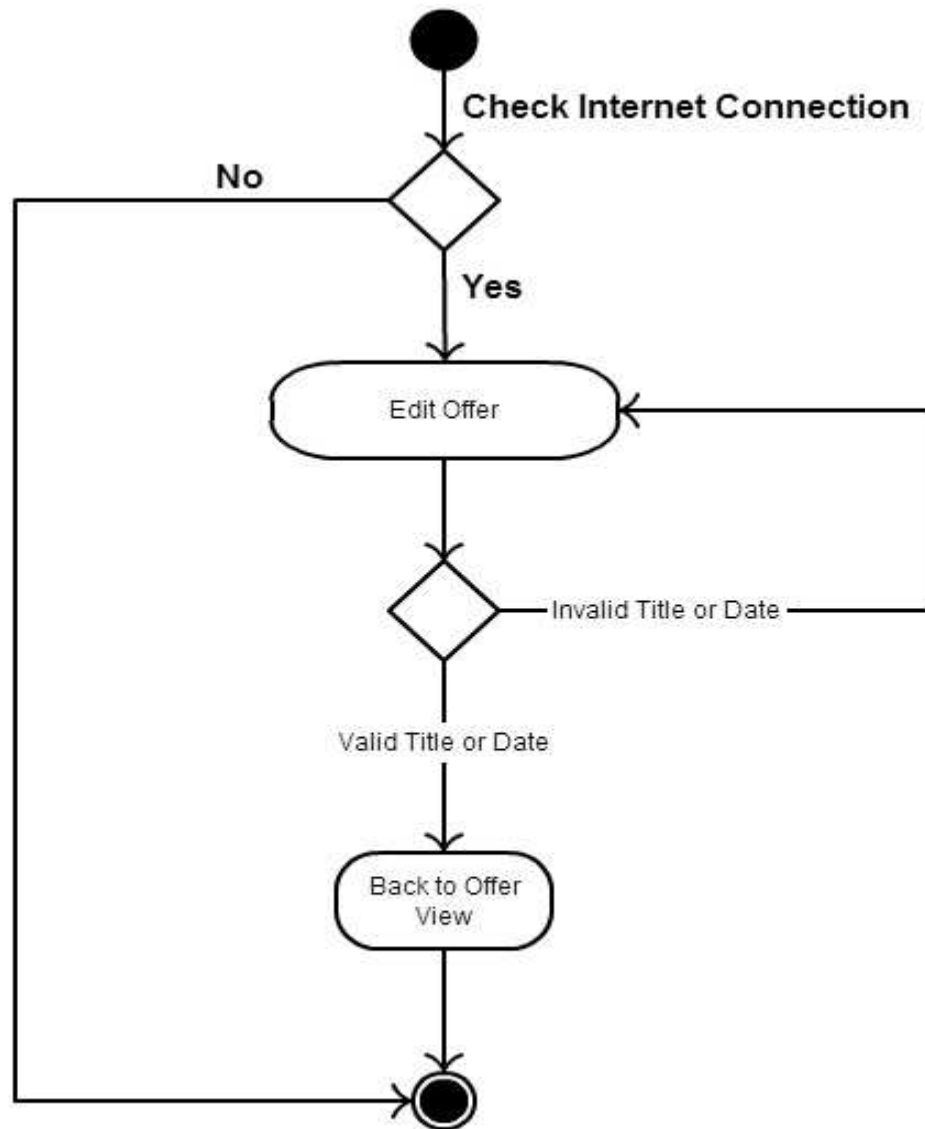 Check Internet Connection
No
Yes
Edit Offer
Invalid Title or Date
Valid Title or Date
Back to Offer
View